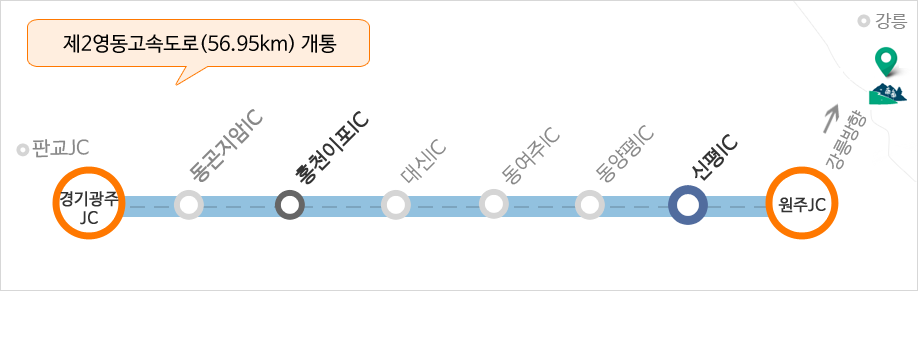 제2영동고속도로(56.95km) 개통
강릉
강릉방향
판교JC
경기광주
JC
동곤지암IC
홍천이포IC
대신IC
동여주IC
동양평IC
신평IC
원주JC